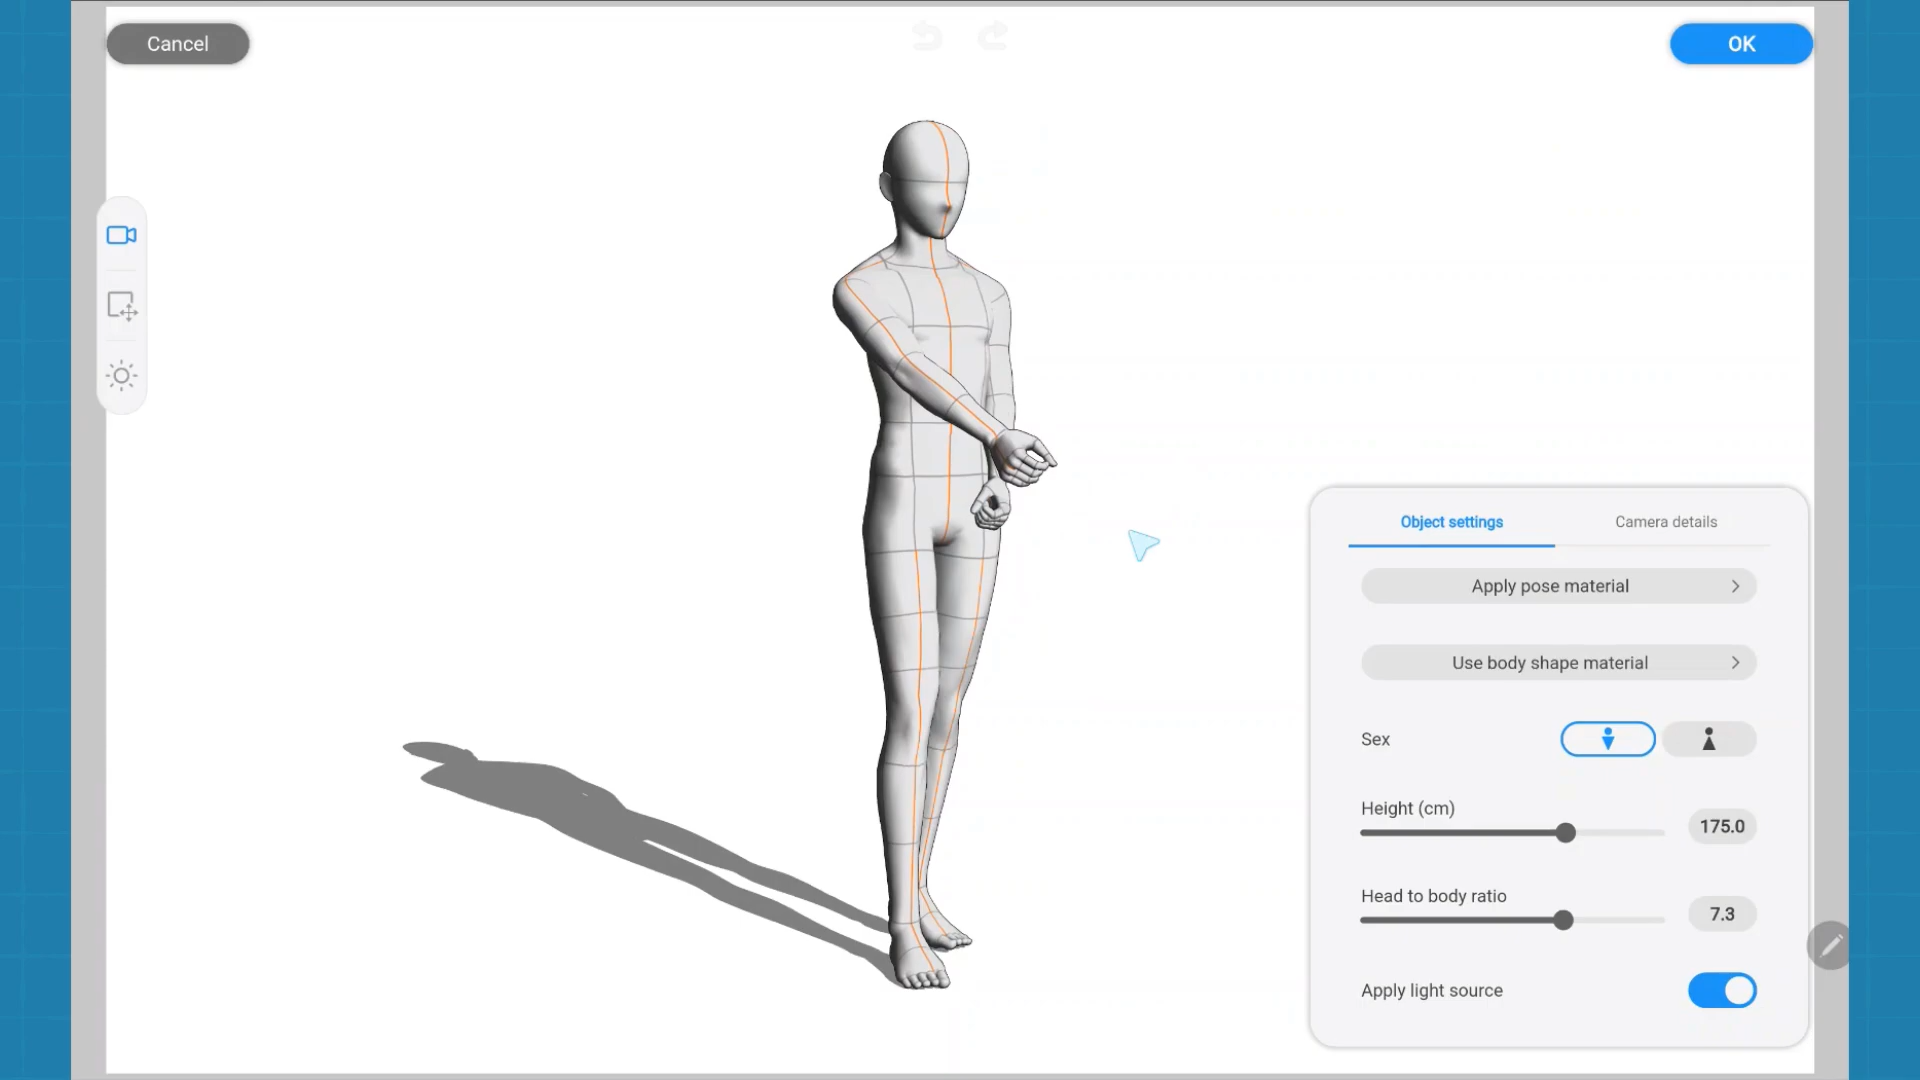 Cancel
OK
Object settings
Camera details
Apply pose material
Use body shape material
Sex
Height (cm)
175.0
Head to body ratio
7.3
Apply light source